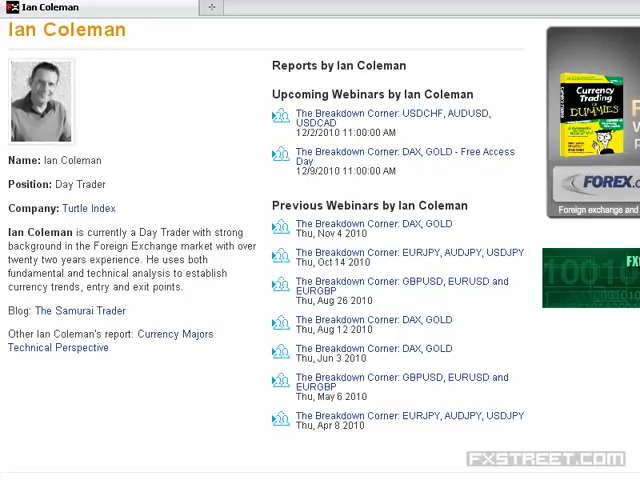 Ian Coleman
Ian Coleman
Name: Ian Coleman
Position: Day Trader
Company: Turtle Index
Ian Coleman is currently a Day Trader with strong
background in the Foreign Exchange market with over
twenty two years experience. He uses both
fundamental and technical analysis to establish
currency trends, entry and exit points.
Blog: The Samurai Trader
Other Ian Coleman's report: Currency Majors
Technical Perspective
Reports by Ian Coleman
Upcoming Webinars by Ian Coleman
The Breakdown Corner: USDCHF, AUDUSD,
USDCAD
12/2/2010 11:00:00 AM
The Breakdown Corner: DAX, GOLD - Free Access
Day
12/9/2010 11:00:00 AM
Previous Webinars by Ian Coleman
The Breakdown Corner: DAX, GOLD
Thu, Nov 4 2010
The Breakdown Corner: EURJPY, AUDJPY, USDJPY
Thu, Oct 14 2010
The Breakdown Corner: GBPUSD, EURUSD and
EURGBP
Thu, Aug 26 2010
The Breakdown Corner: DAX, GOLD
Thu, Aug 12 2010
The Breakdown Corner: DAX, GOLD
Thu, Jun 3 2010
The Breakdown Corner: GBPUSD, EURUSD and
EURGBP
Thu, May 6 2010
The Breakdown Corner: EURJPY, AUDJPY, USDJPY
Thu, Apr 8 2010
Currency
Trading
DUMMIES
FOREX.c
Foreign exchange and
FX
FXSTREET.COM